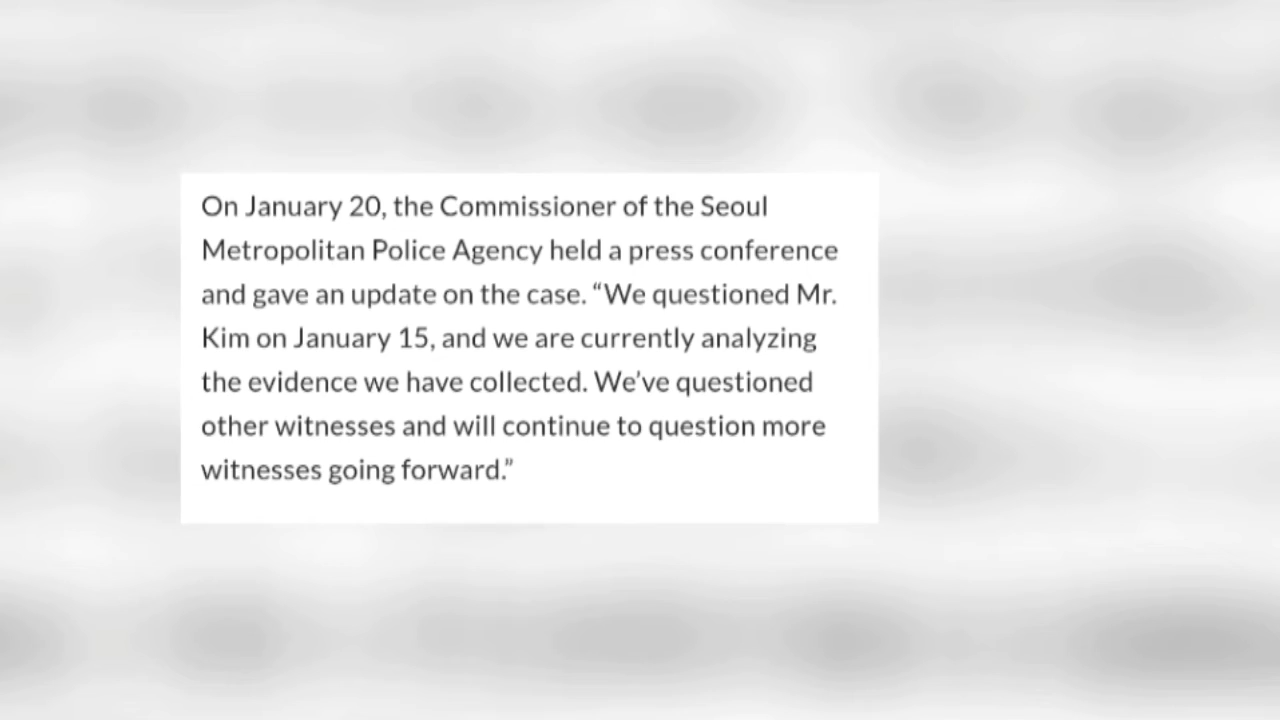 On January 20, the Commissioner of the Seoul
Metropolitan Police Agency held a press conference
and gave an update on the case. “We questioned Mr.
Kim on January 15, and we are currently analyzing
the evidence we have collected. We’ve questioned
other witnesses and will continue to question more
witnesses going forward.”